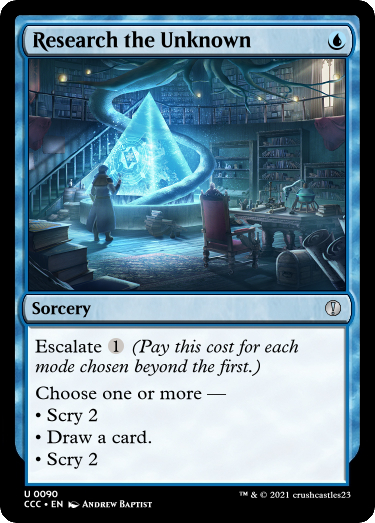 Research the Unknown
Sorcery
Escalate 1 (Pay this cost for each
mode chosen beyond the first.)
Choose one or more —
• Scry 2
• Draw a card.
• Scry 2
U 0090
CCC • EN Andrew Baptist
™ & © 2021 crushcastles23